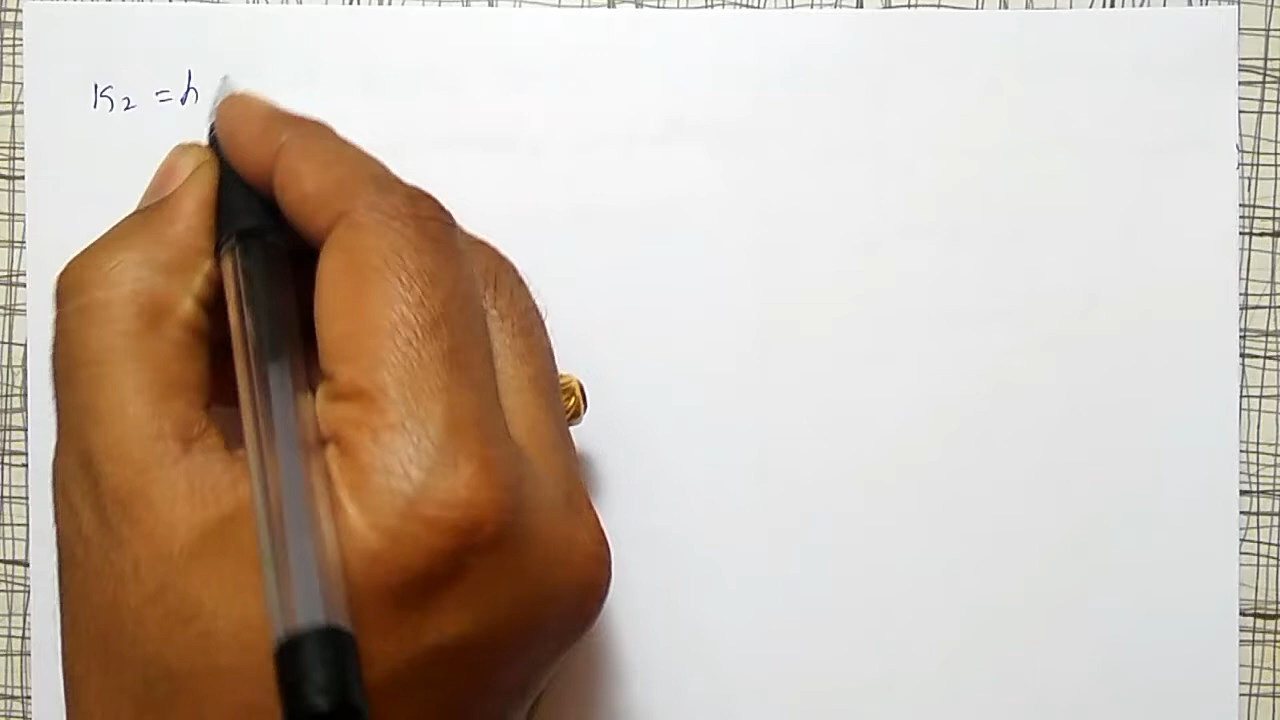 K₂ = h